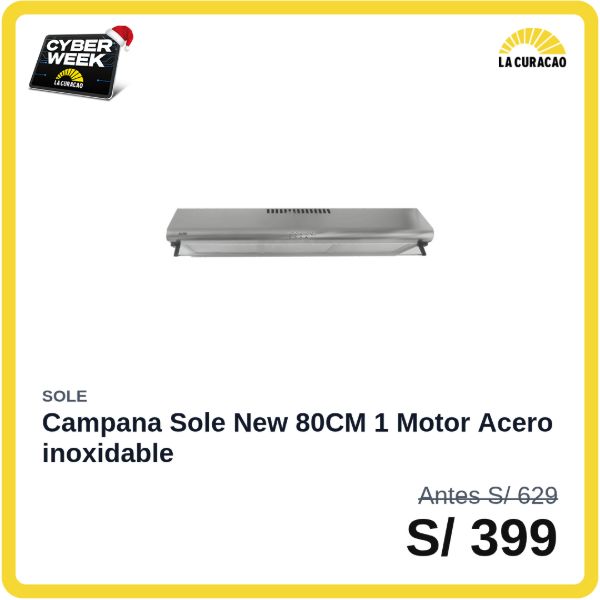 CYBER
WEEK
LA CURACAO
LA CURACAO
SOLE
Campana Sole New 80CM 1 Motor Acero
inoxidable
Antes S/ 629
S/ 399